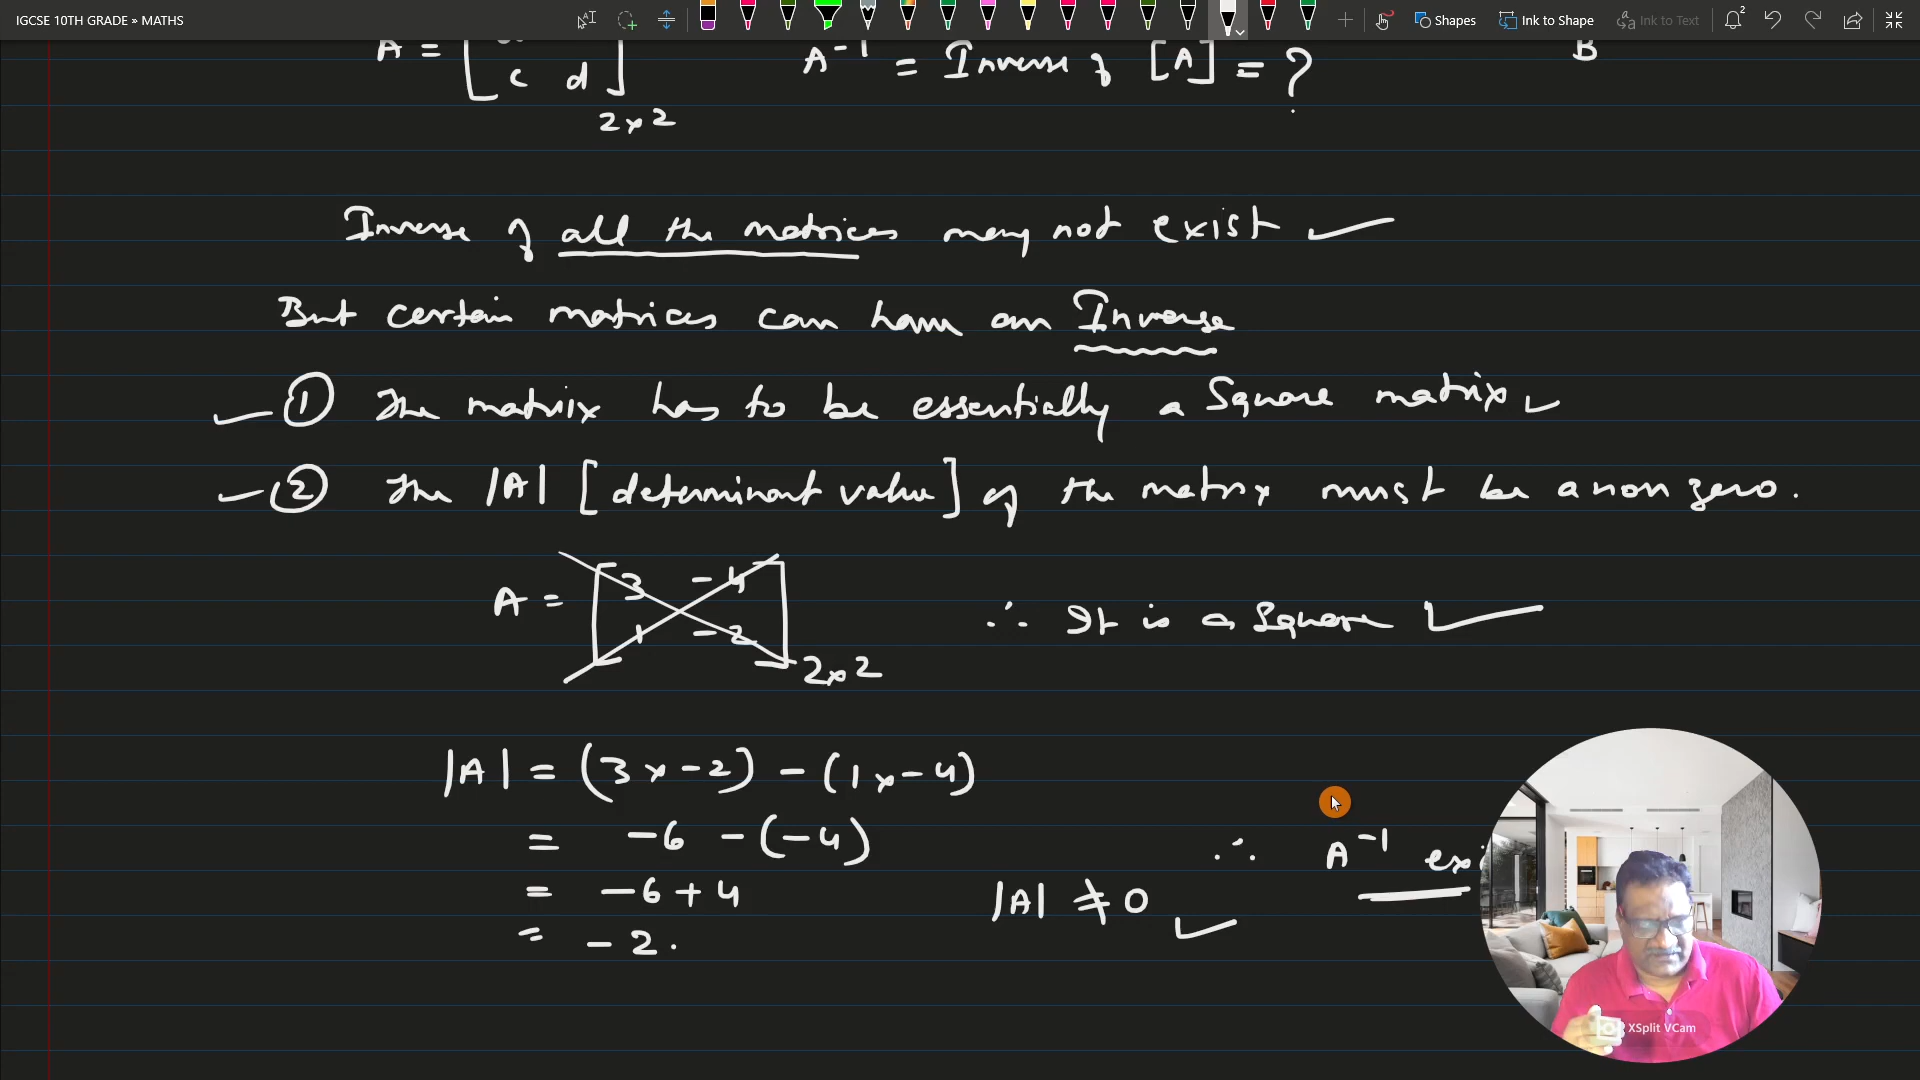 IGCSE 10TH GRADE » MATHS
Shapes Ink to Shape Ink to Text 2
A = [ c d ] 2x2 A⁻¹ = Inverse of [A] = ?
B
Inverse of all the matrices may not exist ✓
But certain matrices can have an Inverse
✓ ① The matrix has to be essentially a Square matrix ✓
✓ ② The |A| [determinant value] of the matrix must be a non zero.
A = [ 3 -4
1 -2 ] 2x2 ∴ It is a Square ✓
|A| = (3x-2) - (1x-4)
= -6 -(-4)
= -6+4
= -2.
|A| ≠ 0 ✓
∴ A⁻¹ exi
XSplit VCam